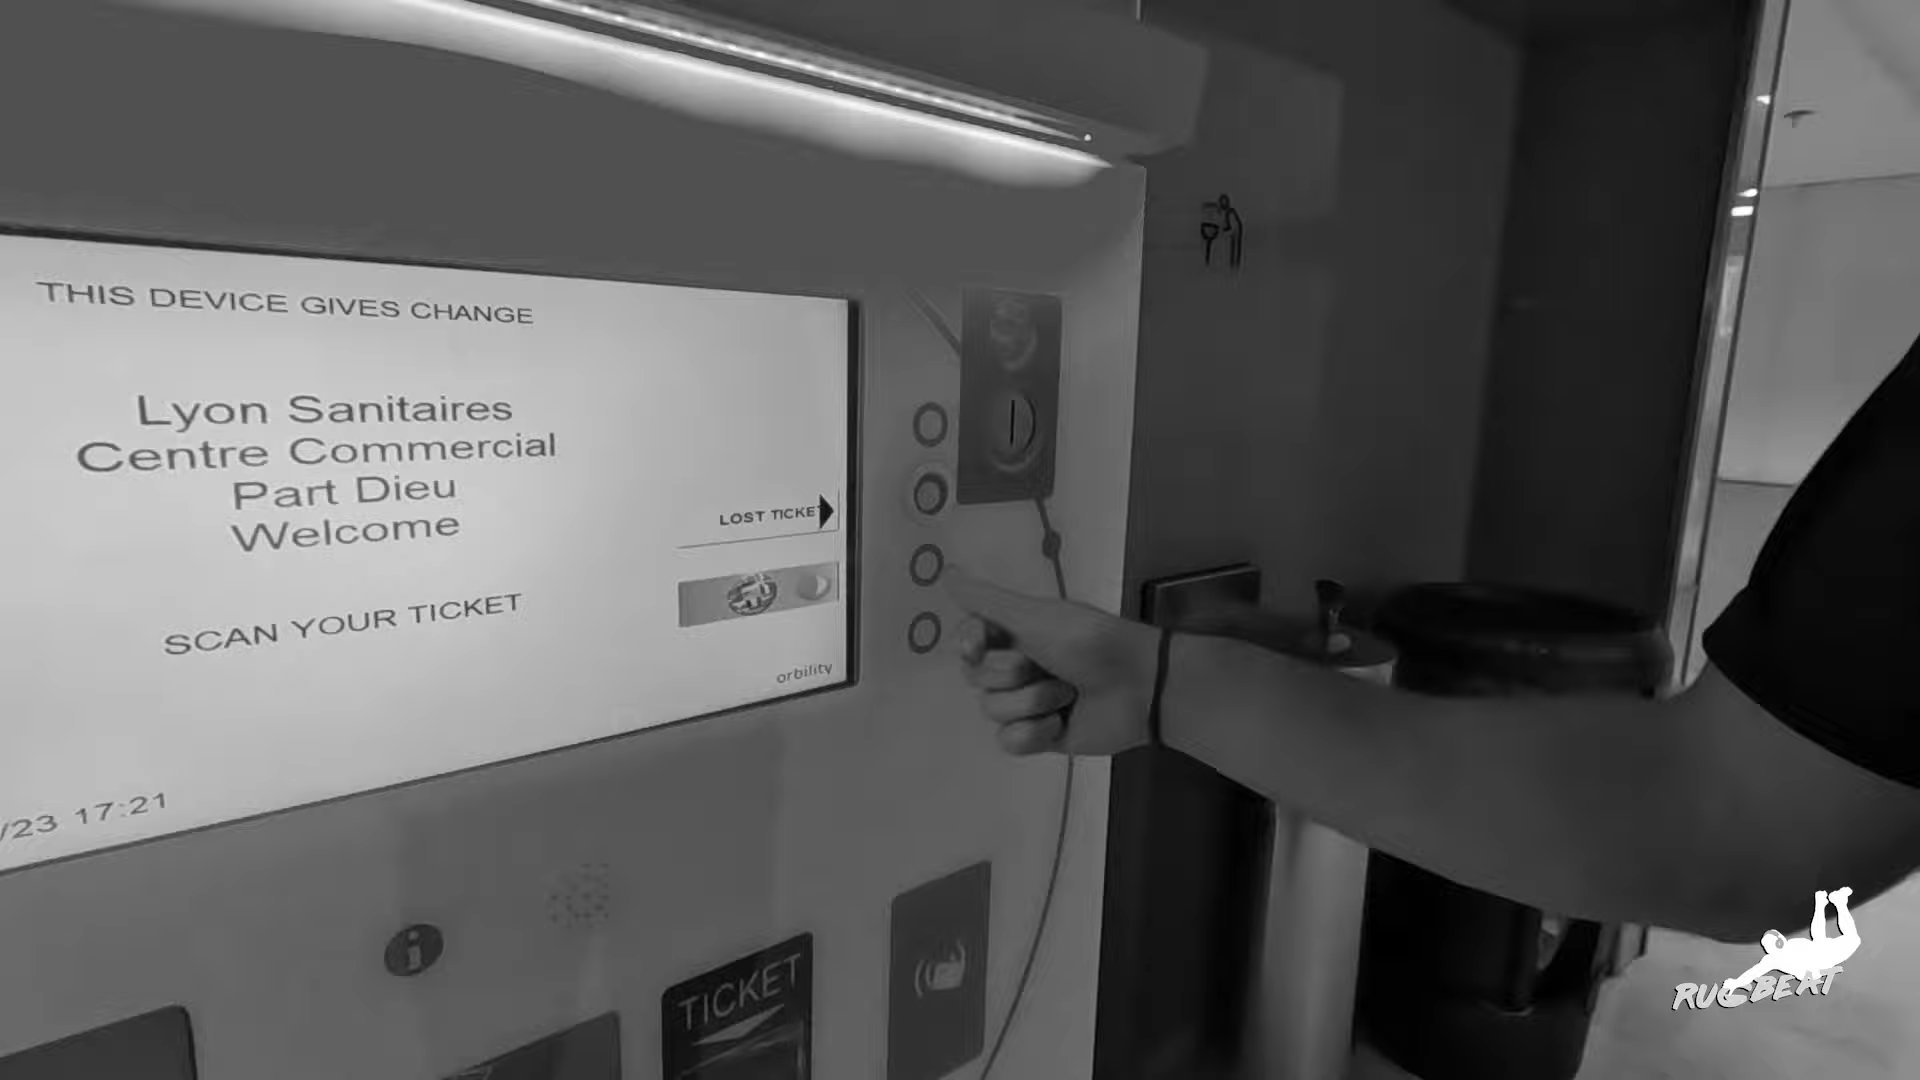 THIS DEVICE GIVES CHANGE
Lyon Sanitaires
Centre Commercial
Part Dieu
Welcome
LOST TICKET
SCAN YOUR TICKET
orbility
/23 17:21
i
TICKET
RUGBEAT